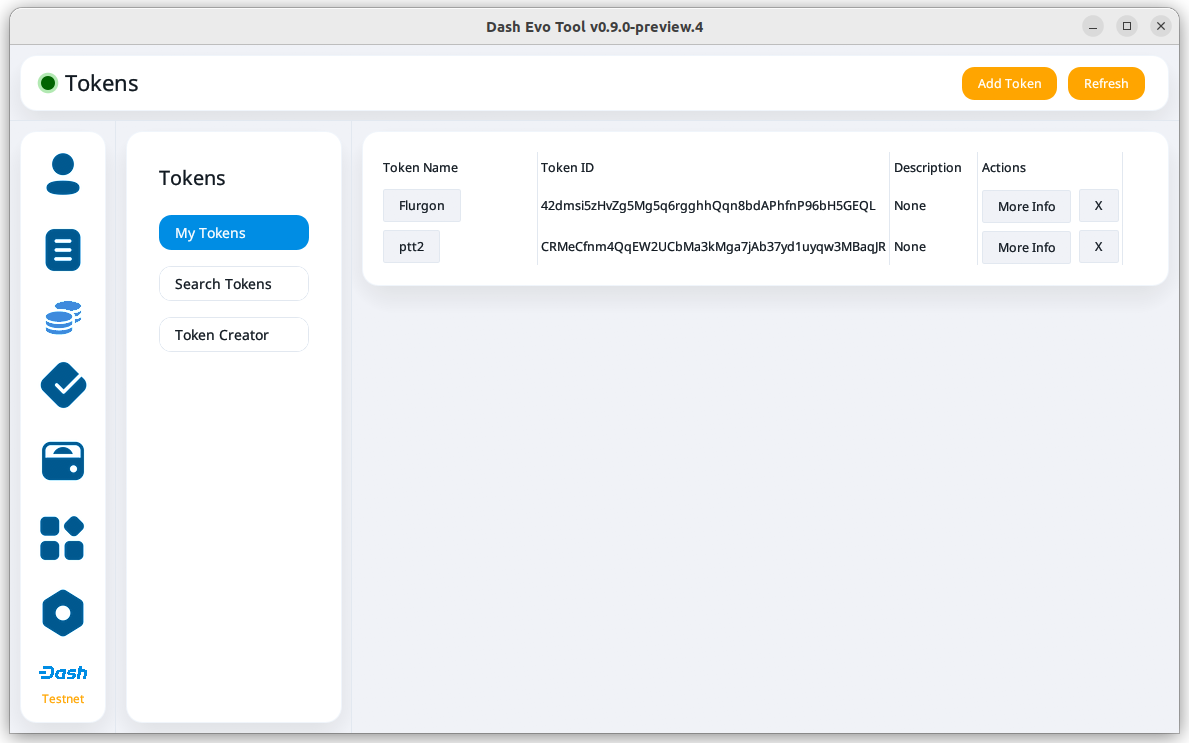 Dash Evo Tool v0.9.0-preview.4
Tokens
Add Token
Refresh
Tokens
My Tokens
Search Tokens
Token Creator
Token Name Token ID Description Actions
Flurgon 42dmsi5zHvZg5Mg5q6rgghhQqn8bdAPhfnP96bH5GEQL None More Info X
ptt2 CRMeCfnm4QqEW2UCbMa3kMga7jAb37yd1uyqw3MBaqJR None More Info X
Dash
Testnet